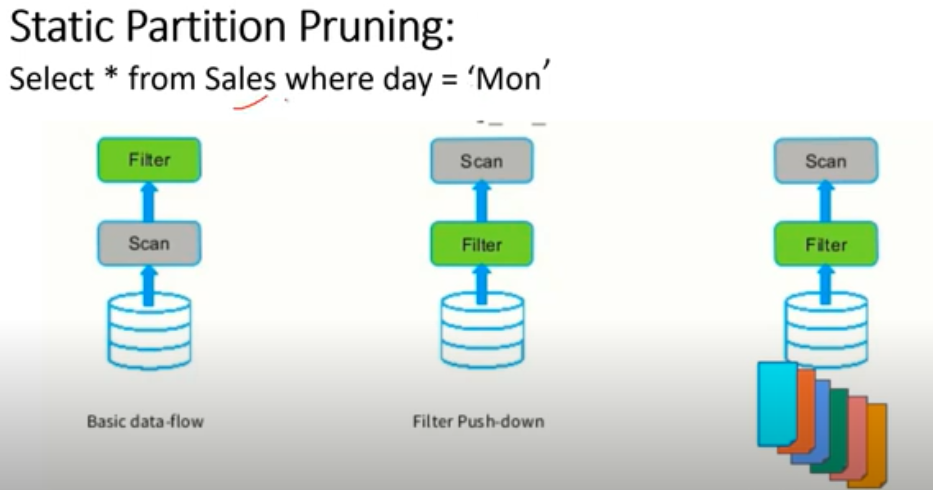 Static Partition Pruning:
Select * from Sales where day = ‘Mon’
Filter
Scan
Basic data-flow
Scan
Filter
Filter Push-down
Scan
Filter